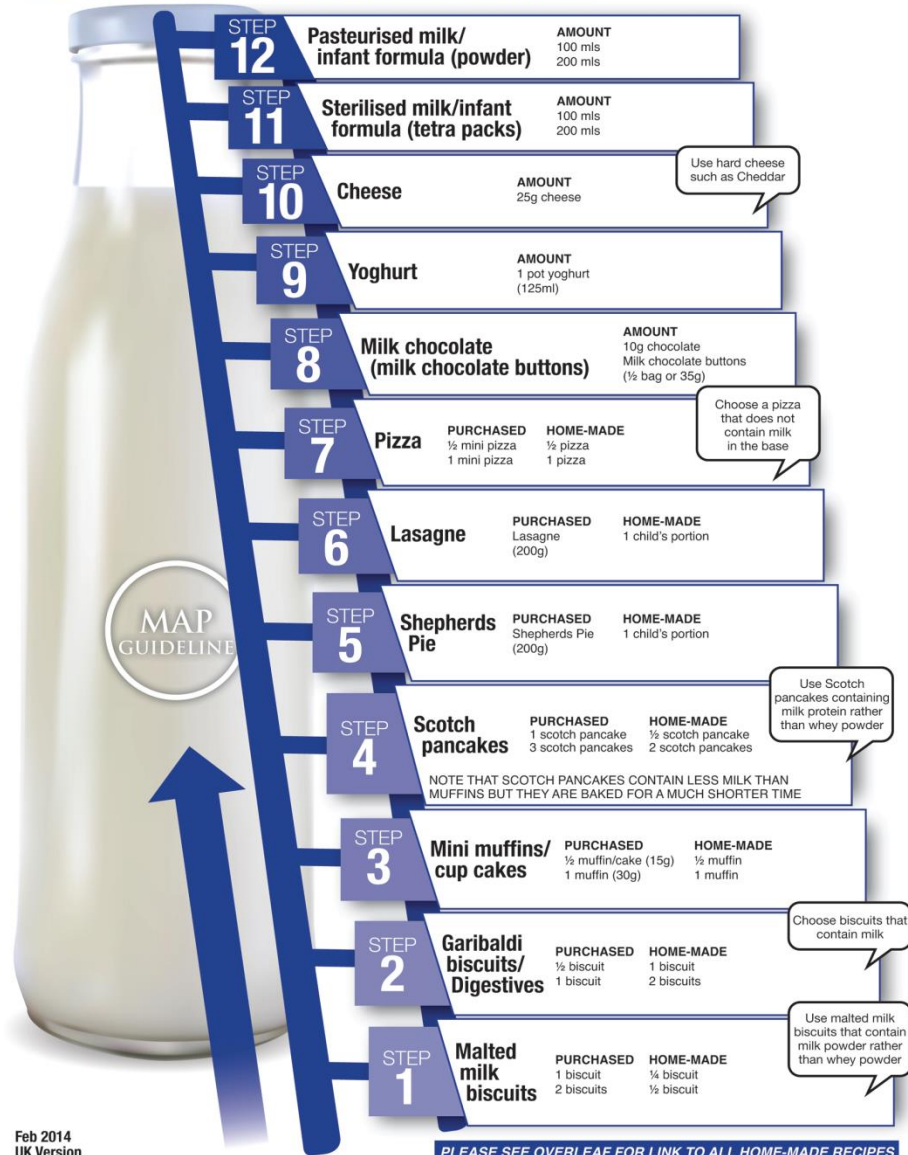 STEP
12
Pasteurised milk/
infant formula (powder)
AMOUNT
100 mls
200 mls
STEP
11
Sterilised milk/infant
formula (tetra packs)
AMOUNT
100 mls
200 mls
STEP
10
Cheese
AMOUNT
25g cheese
Use hard cheese
such as Cheddar
STEP
9
Yoghurt
AMOUNT
1 pot yoghurt
(125ml)
STEP
8
Milk chocolate
(milk chocolate buttons)
AMOUNT
10g chocolate
Milk chocolate buttons
(½ bag or 35g)
STEP
7
Pizza
PURCHASED
½ mini pizza
1 mini pizza
HOME-MADE
½ pizza
1 pizza
Choose a pizza
that does not
contain milk
in the base
STEP
6
Lasagne
PURCHASED
Lasagne
(200g)
HOME-MADE
1 child's portion
MAP
GUIDELINE
STEP
5
Shepherds
Pie
PURCHASED
Shepherds Pie
(200g)
HOME-MADE
1 child's portion
STEP
4
Scotch
pancakes
PURCHASED
1 scotch pancake
3 scotch pancakes
HOME-MADE
½ scotch pancake
2 scotch pancakes
Use Scotch
pancakes containing
milk protein rather
than whey powder
NOTE THAT SCOTCH PANCAKES CONTAIN LESS MILK THAN
MUFFINS BUT THEY ARE BAKED FOR A MUCH SHORTER TIME
STEP
3
Mini muffins/
cup cakes
PURCHASED
½ muffin/cake (15g)
1 muffin (30g)
HOME-MADE
½ muffin
1 muffin
STEP
2
Garibaldi
biscuits/
Digestives
PURCHASED
½ biscuit
1 biscuit
HOME-MADE
1 biscuit
2 biscuits
Choose biscuits that
contain milk
STEP
1
Malted
milk
biscuits
PURCHASED
1 biscuit
2 biscuits
HOME-MADE
¼ biscuit
½ biscuit
Use malted milk
biscuits that contain
milk powder rather
than whey powder
Feb 2014
UK Version
PLEASE SEE OVERLEAF FOR LINK TO ALL HOME-MADE RECIPES